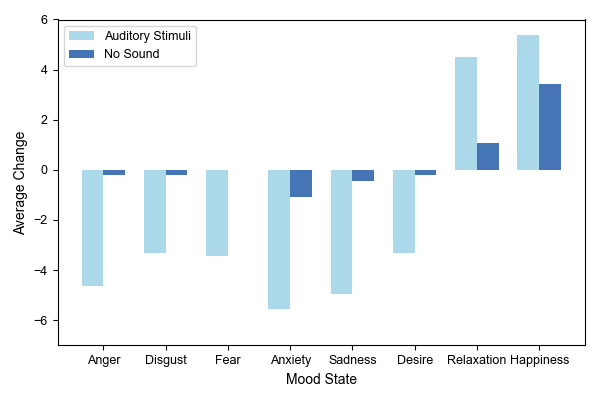 6
4
2
0
−2
−4
−6
Average Change
Auditory Stimuli
No Sound
Anger Disgust Fear Anxiety Sadness Desire Relaxation Happiness
Mood State